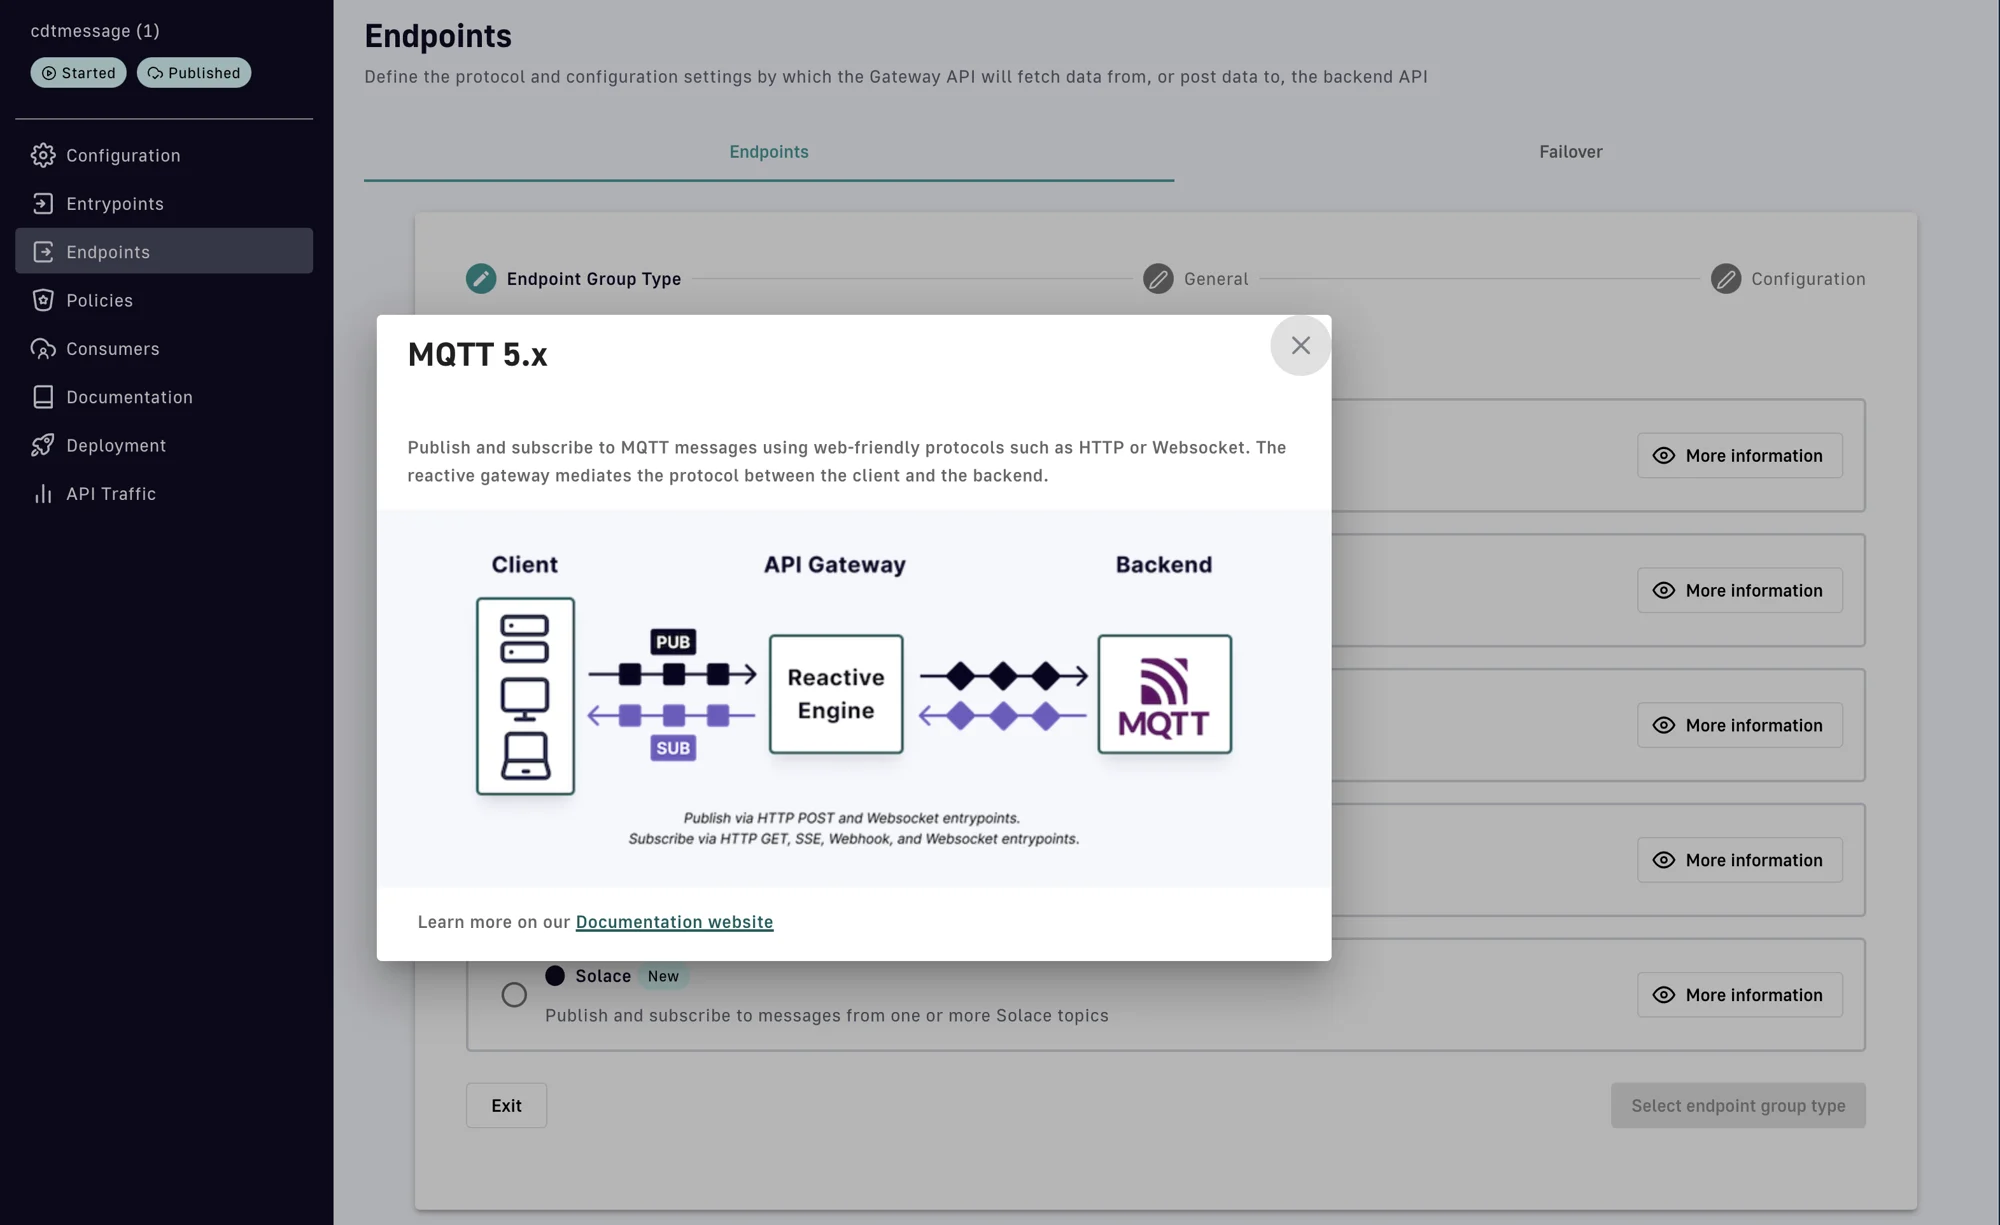 cdtmessage (1)
Started
Published
Configuration
Entrypoints
Endpoints
Policies
Consumers
Documentation
Deployment
API Traffic
Endpoints
Define the protocol and configuration settings by which the Gateway API will fetch data from, or post data to, the backend API
Endpoints
Failover
Endpoint Group Type
General
Configuration
MQTT 5.x
Publish and subscribe to MQTT messages using web-friendly protocols such as HTTP or Websocket. The
reactive gateway mediates the protocol between the client and the backend.
Client
API Gateway
Backend
PUB
SUB
Reactive
Engine
MQTT
Publish via HTTP POST and Websocket entrypoints.
Subscribe via HTTP GET, SSE, Webhook, and Websocket entrypoints.
Learn more on our Documentation website
More information
More information
More information
More information
Solace
New
Publish and subscribe to messages from one or more Solace topics
More information
Exit
Select endpoint group type